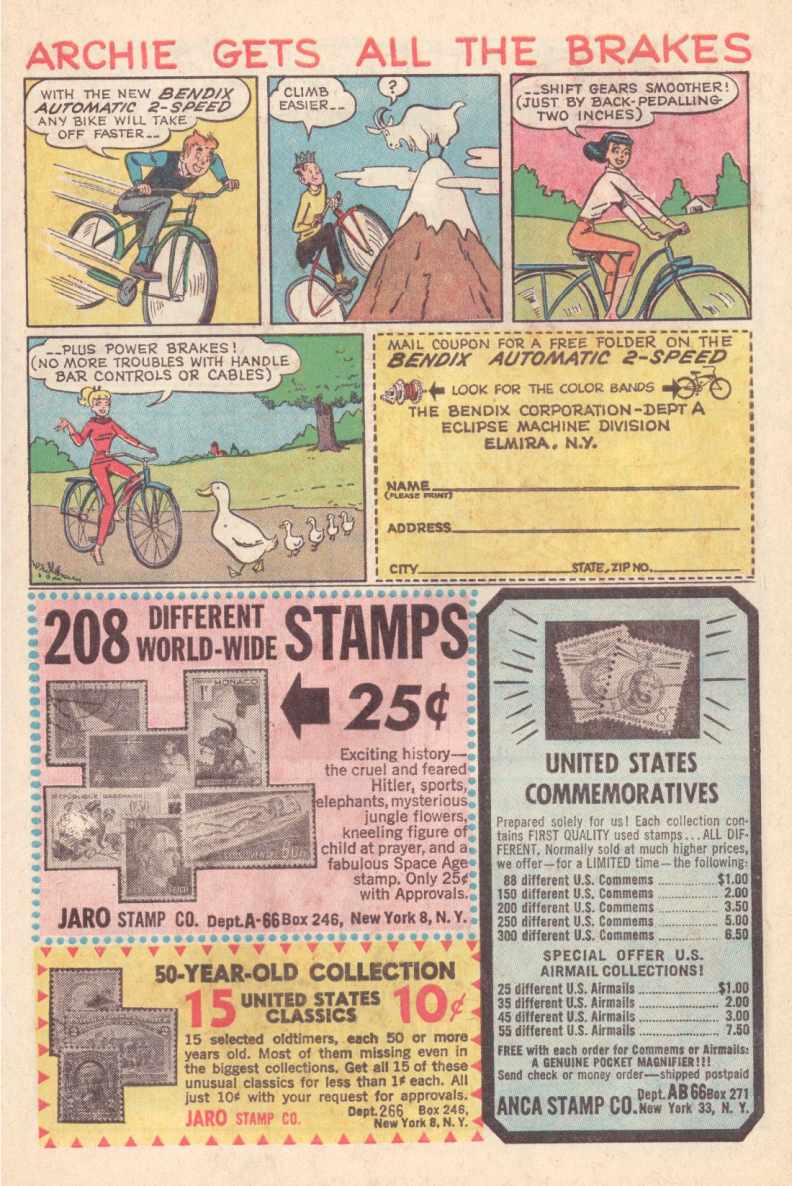 ARCHIE GETS ALL THE BRAKES
WITH THE NEW BENDIX
AUTOMATIC 2-SPEED
ANY BIKE WILL TAKE
OFF FASTER--
CLIMB
EASIER--
?
--SHIFT GEARS SMOOTHER!
(JUST BY BACK-PEDALLING
TWO INCHES)
--PLUS POWER BRAKES!
(NO MORE TROUBLES WITH HANDLE
BAR CONTROLS OR CABLES)
MAIL COUPON FOR A FREE FOLDER ON THE
BENDIX AUTOMATIC 2-SPEED
LOOK FOR THE COLOR BANDS
THE BENDIX CORPORATION-DEPT A
ECLIPSE MACHINE DIVISION
ELMIRA, N.Y.
NAME
(PLEASE PRINT)
ADDRESS
CITY STATE, ZIP NO.
208 DIFFERENT WORLD-WIDE STAMPS
25¢
MONACO
REPUBLIQUE GABONAISE
Exciting history—
the cruel and feared
Hitler, sports,
elephants, mysterious
jungle flowers,
kneeling figure of
child at prayer, and a
fabulous Space Age
stamp. Only 25¢
with Approvals.
JARO STAMP CO. Dept.A-66 Box 246, New York 8, N. Y.
50-YEAR-OLD COLLECTION
15 UNITED STATES CLASSICS 10¢
15 selected oldtimers, each 50 or more
years old. Most of them missing even in
the biggest collections. Get all 15 of these
unusual classics for less than 1¢ each. All
just 10¢ with your request for approvals.
JARO STAMP CO. Dept. 266 Box 246,
New York 8, N. Y.
UNITED STATES
COMMEMORATIVES
Prepared solely for us! Each collection con-
tains FIRST QUALITY used stamps...ALL DIF-
FERENT, Normally sold at much higher prices,
we offer—for a LIMITED time—the following:
88 different U.S. Commems ............... $1.00
150 different U.S. Commems ............... 2.00
200 different U.S. Commems ............... 3.50
250 different U.S. Commems ............... 5.00
300 different U.S. Commems ............... 6.50
SPECIAL OFFER U.S.
AIRMAIL COLLECTIONS!
25 different U.S. Airmails ............... $1.00
35 different U.S. Airmails ............... 2.00
45 different U.S. Airmails ............... 3.00
55 different U.S. Airmails ............... 7.50
FREE with each order for Commems or Airmails:
A GENUINE POCKET MAGNIFIER!!!
Send check or money order—shipped postpaid
ANCA STAMP CO. Dept. AB 66 Box 271
New York 33, N. Y.